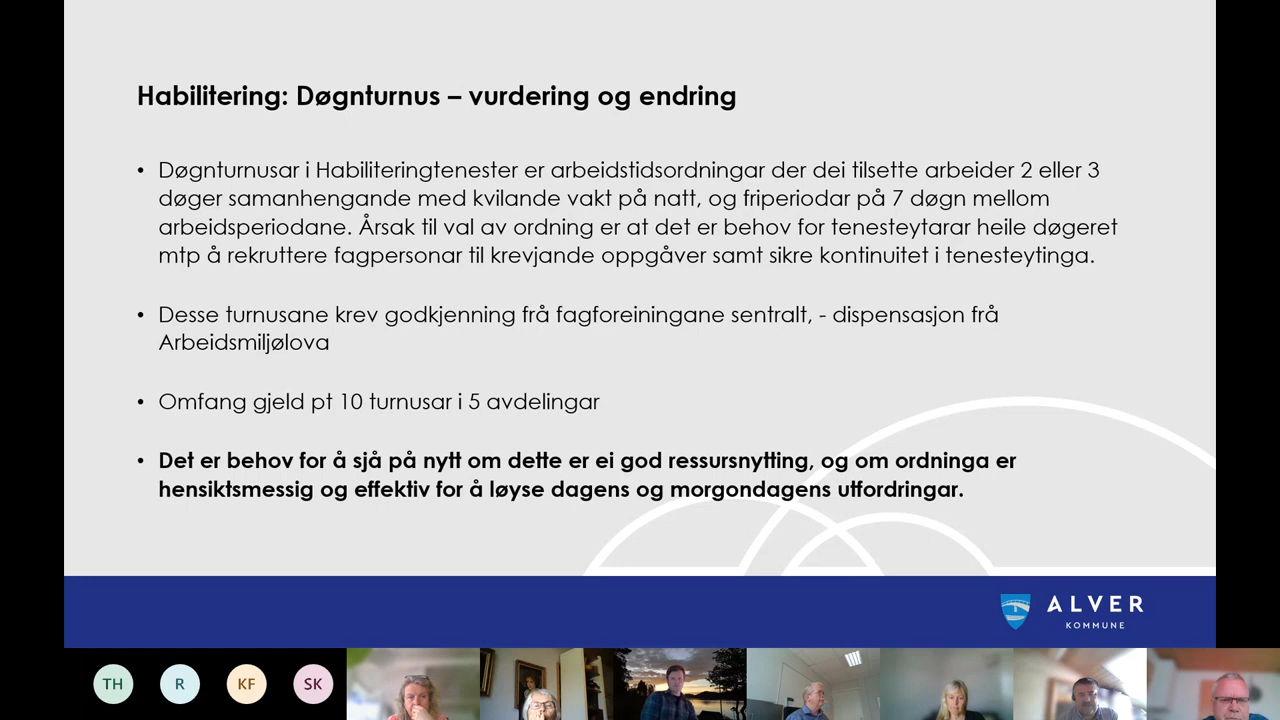 Habilitering: Døgnturnus – vurdering og endring
• Døgnturnusar i Habiliteringtenester er arbeidstidsordningar der dei tilsette arbeider 2 eller 3
døger samanhengande med kvilande vakt på natt, og friperiodar på 7 døgn mellom
arbeidsperiodane. Årsak til val av ordning er at det er behov for tenesteytarar heile døgeret
mtp å rekruttere fagpersonar til krevjande oppgåver samt sikre kontinuitet i tenesteytinga.
• Desse turnusane krev godkjenning frå fagforeiningane sentralt, - dispensasjon frå
Arbeidsmiljølova
• Omfang gjeld pt 10 turnusar i 5 avdelingar
• Det er behov for å sjå på nytt om dette er ei god ressursnytting, og om ordninga er
hensiktsmessig og effektiv for å løyse dagens og morgondagens utfordringar.
ALVER
KOMMUNE
TH R KF SK